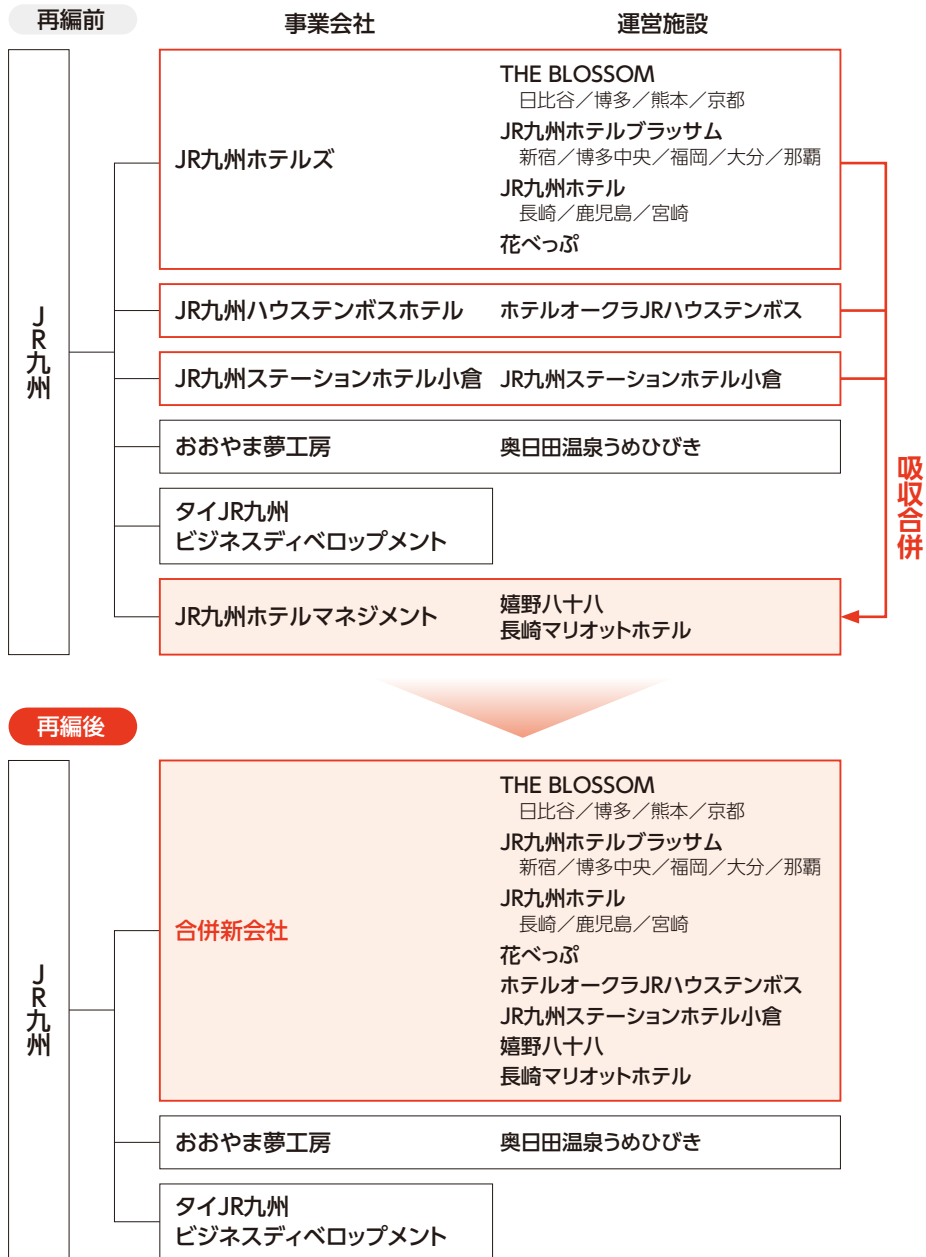 再編前
事業会社
運営施設
JR九州
JR九州ホテルズ
THE BLOSSOM
日比谷／博多／熊本／京都
JR九州ホテルブラッサム
新宿／博多中央／福岡／大分／那覇
JR九州ホテル
長崎／鹿児島／宮崎
花べっぷ
JR九州ハウステンボスホテル
ホテルオークラJRハウステンボス
JR九州ステーションホテル小倉
JR九州ステーションホテル小倉
おおやま夢工房
奥日田温泉うめひびき
タイJR九州
ビジネスディベロップメント
JR九州ホテルマネジメント
嬉野八十八
長崎マリオットホテル
吸収合併
再編後
JR九州
合併新会社
THE BLOSSOM
日比谷／博多／熊本／京都
JR九州ホテルブラッサム
新宿／博多中央／福岡／大分／那覇
JR九州ホテル
長崎／鹿児島／宮崎
花べっぷ
ホテルオークラJRハウステンボス
JR九州ステーションホテル小倉
嬉野八十八
長崎マリオットホテル
おおやま夢工房
奥日田温泉うめひびき
タイJR九州
ビジネスディベロップメント